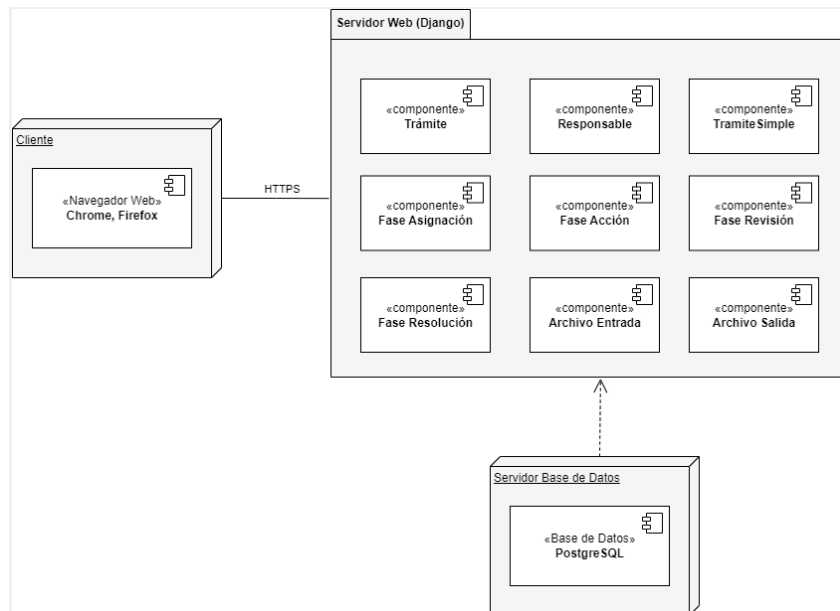 Servidor Web (Django)
«componente»
Trámite
«componente»
Responsable
«componente»
TramiteSimple
Cliente
«Navegador Web»
Chrome, Firefox
HTTPS
«componente»
Fase Asignación
«componente»
Fase Acción
«componente»
Fase Revisión
«componente»
Fase Resolución
«componente»
Archivo Entrada
«componente»
Archivo Salida
Servidor Base de Datos
«Base de Datos»
PostgreSQL